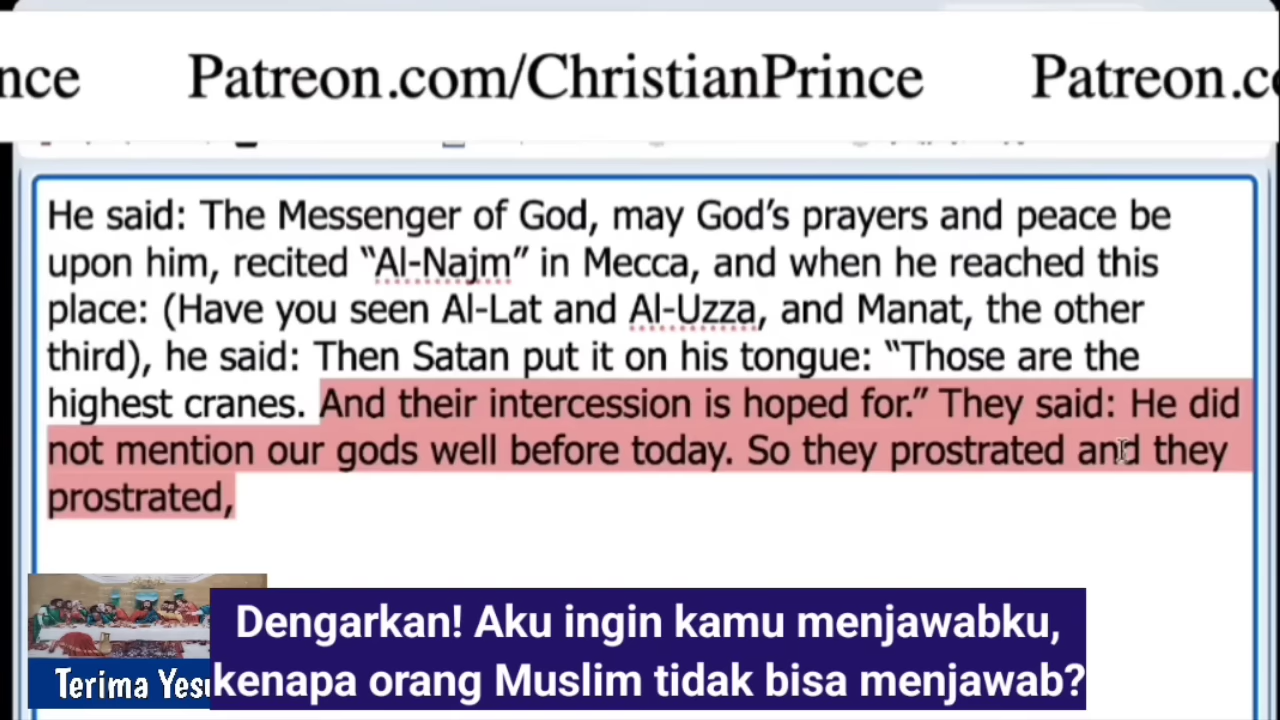 nce Patreon.com/ChristianPrince Patreon.c
He said: The Messenger of God, may God's prayers and peace be
upon him, recited “Al-Najm” in Mecca, and when he reached this
place: (Have you seen Al-Lat and Al-Uzza, and Manat, the other
third), he said: Then Satan put it on his tongue: “Those are the
highest cranes. And their intercession is hoped for.” They said: He did
not mention our gods well before today. So they prostrated and they
prostrated,
Dengarkan! Aku ingin kamu menjawabku,
kenapa orang Muslim tidak bisa menjawab?
Terima Yesu